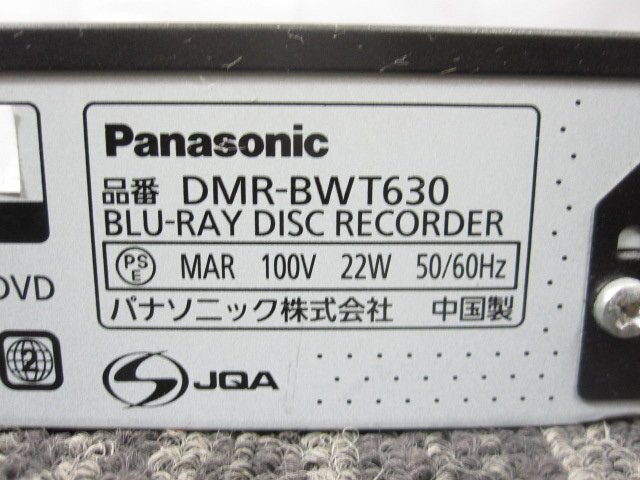 Panasonic
品番 DMR-BWT630
BLU-RAY DISC RECORDER
PS E MAR 100V 22W 50/60Hz
パナソニック株式会社 中国製
DVD
2
JQA